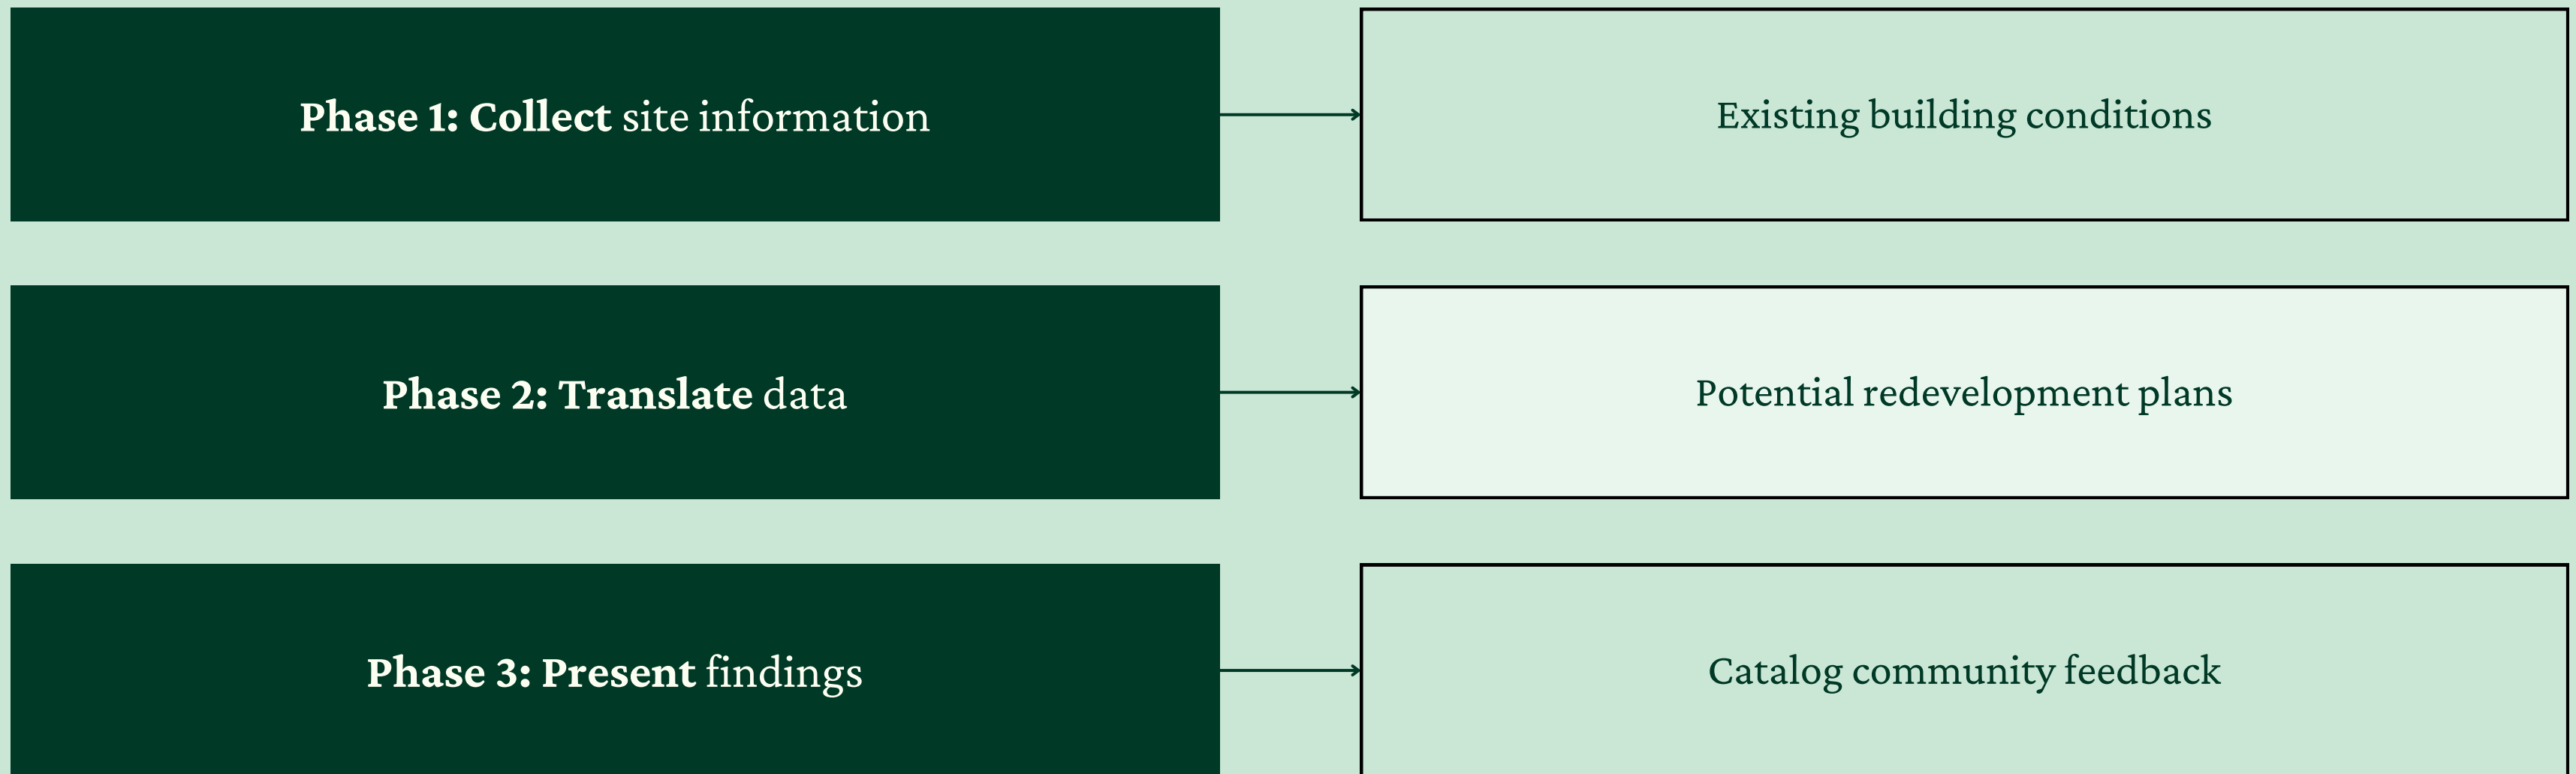 Phase 1: Collect site information
Existing building conditions
Phase 2: Translate data
Potential redevelopment plans
Phase 3: Present findings
Catalog community feedback